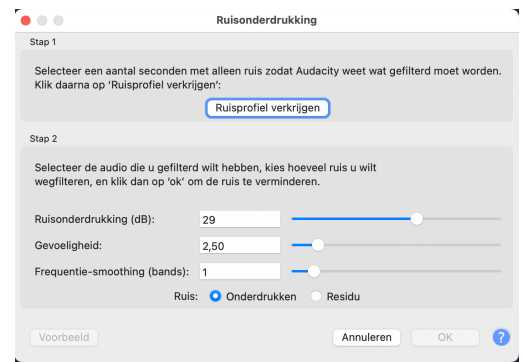 Ruisonderdrukking
Stap 1
Selecteer een aantal seconden met alleen ruis zodat Audacity weet wat gefilterd moet worden.
Klik daarna op ‘Ruisprofiel verkrijgen’:
Ruisprofiel verkrijgen
Stap 2
Selecteer de audio die u gefilterd wilt hebben, kies hoeveel ruis u wilt
wegfilteren, en klik dan op ‘ok’ om de ruis te verminderen.
Ruisonderdrukking (dB): 29
Gevoeligheid: 2,50
Frequentie-smoothing (bands): 1
Ruis: Onderdrukken Residu
Voorbeeld Annuleren OK ?